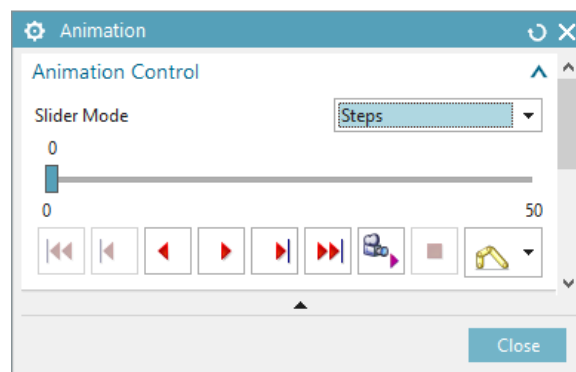 Animation
Animation Control
Slider Mode
Steps
0
0
50
Close